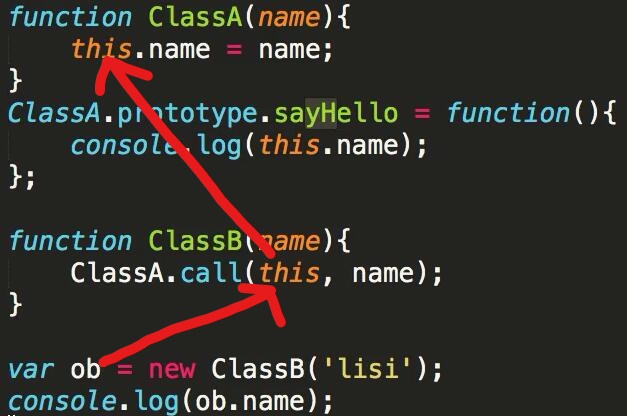 function ClassA(name){
this.name = name;
}
ClassA.prototype.sayHello = function(){
console.log(this.name);
};
function ClassB(name){
ClassA.call(this, name);
}
var ob = new ClassB('lisi');
console.log(ob.name);